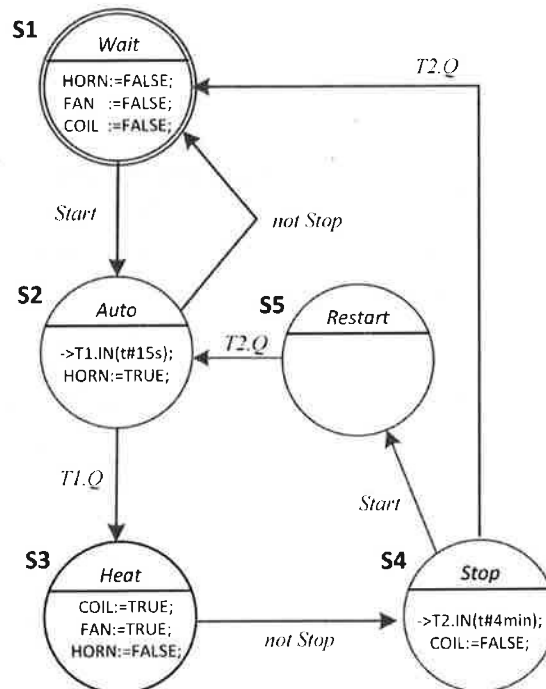 S1
Wait
HORN:=FALSE;
FAN :=FALSE;
COIL :=FALSE;
T2.Q
Start
not Stop
S2
Auto
->T1.IN(t#15s);
HORN:=TRUE;
S5
Restart
T2.Q
T1.Q
Start
S3
Heat
COIL:=TRUE;
FAN:=TRUE;
HORN:=FALSE;
not Stop
S4
Stop
->T2.IN(t#4min);
COIL:=FALSE;